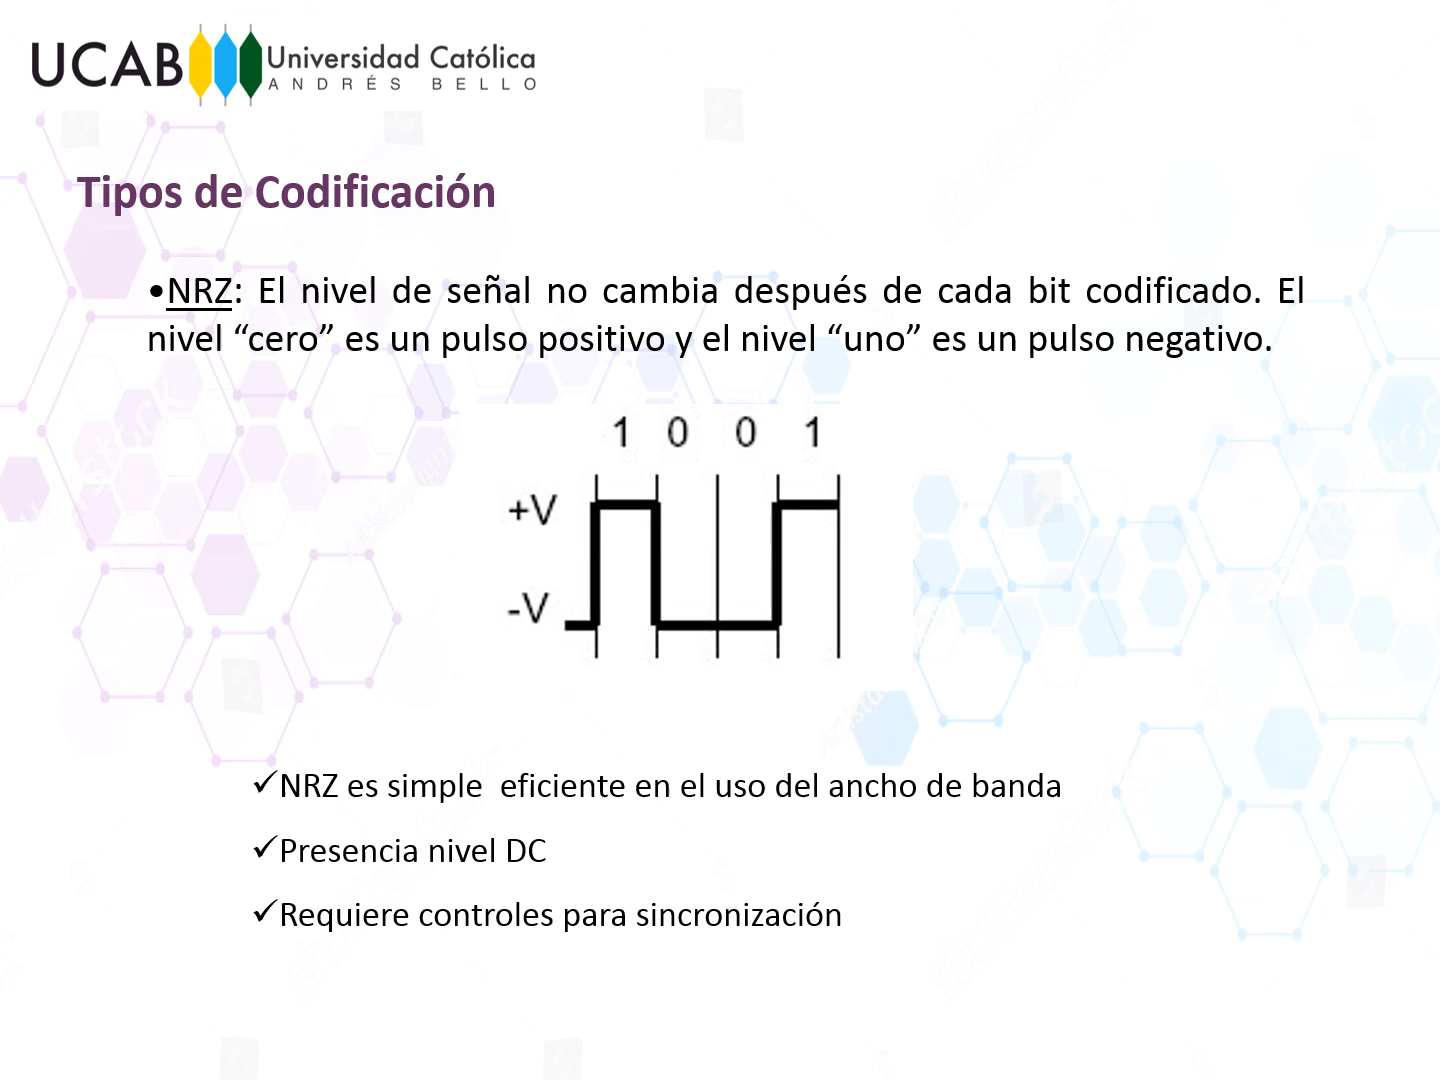 UCAB Universidad Católica
ANDRÉS BELLO
Tipos de Codificación
•NRZ: El nivel de señal no cambia después de cada bit codificado. El
nivel “cero” es un pulso positivo y el nivel “uno” es un pulso negativo.
1 0 0 1
+V
-V
✓NRZ es simple  eficiente en el uso del ancho de banda
✓Presencia nivel DC
✓Requiere controles para sincronización